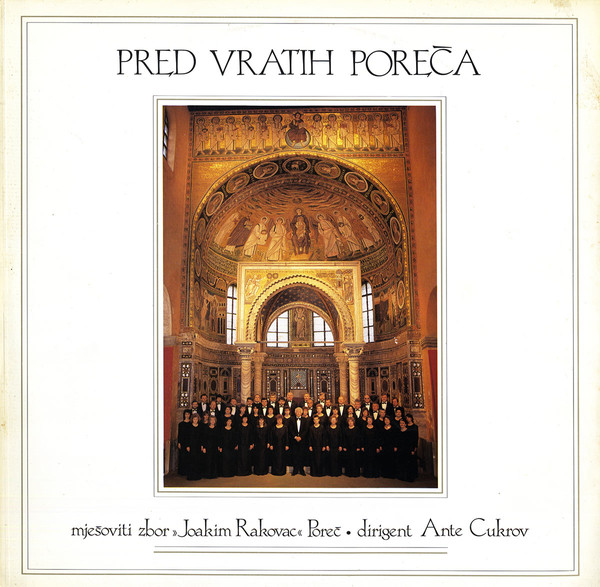 PRED VRATIH POREČA
mješoviti zbor »Joakim Rakovac« Poreč • dirigent Ante Cukrov